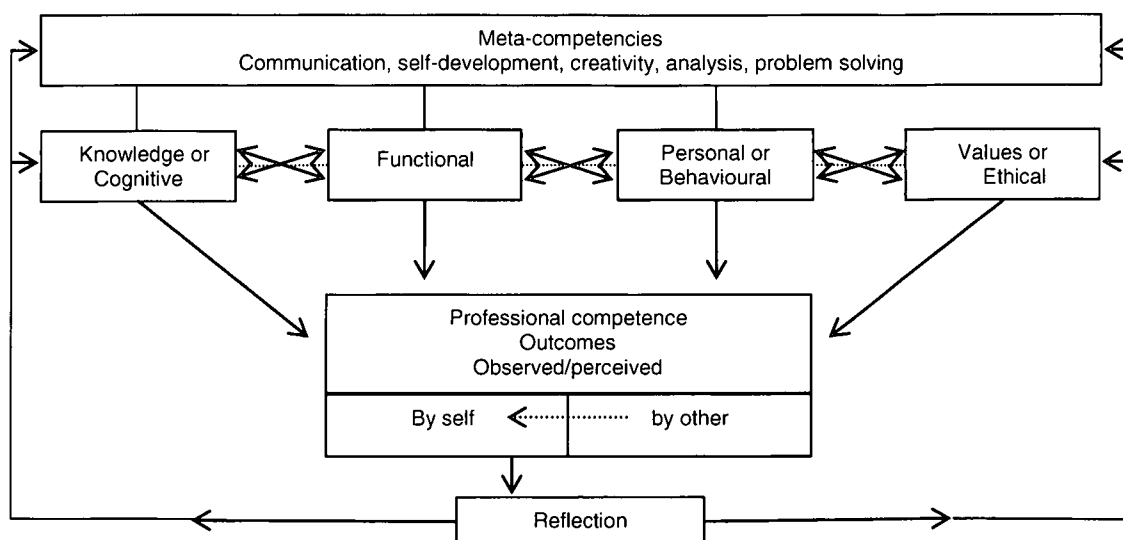 Meta-competencies
Communication, self-development, creativity, analysis, problem solving
Knowledge or
Cognitive
Functional
Personal or
Behavioural
Values or
Ethical
Professional competence
Outcomes
Observed/perceived
By self
by other
Reflection